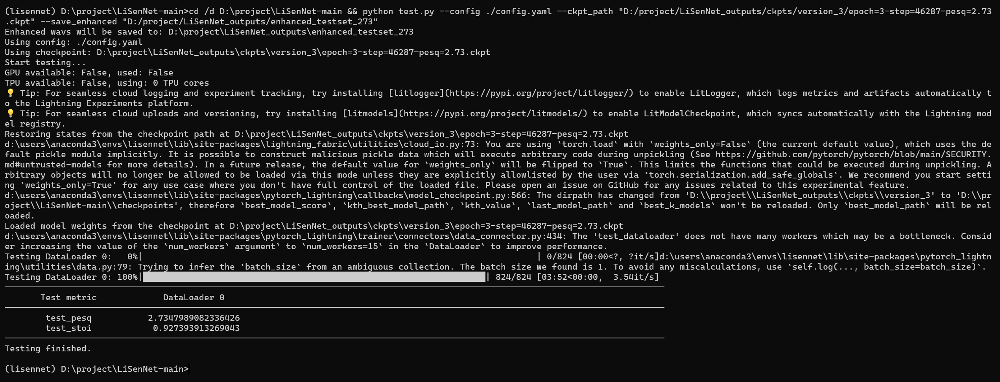 (lisennet) D:\project\LiSenNet-main>cd /d D:\project\LiSenNet-main && python test.py --config ./config.yaml --ckpt_path "D:/project/LiSenNet_outputs/ckpts/version_3/epoch=3-step=46287-pesq=2.73
.ckpt" --save_enhanced "D:/project/LiSenNet_outputs/enhanced_testset_273"
Enhanced wavs will be saved to: D:\project\LiSenNet_outputs\enhanced_testset_273
Using config: ./config.yaml
Using checkpoint: D:\project\LiSenNet_outputs\ckpts\version_3\epoch=3-step=46287-pesq=2.73.ckpt
Start testing...
GPU available: False, used: False
TPU available: False, using: 0 TPU cores
💡 Tip: For seamless cloud logging and experiment tracking, try installing [litlogger](https://pypi.org/project/litlogger/) to enable LitLogger, which logs metrics and artifacts automatically t
o the Lightning Experiments platform.
💡 Tip: For seamless cloud uploads and versioning, try installing [litmodels](https://pypi.org/project/litmodels/) to enable LitModelCheckpoint, which syncs automatically with the Lightning mod
el registry.
Restoring states from the checkpoint path at D:\project\LiSenNet_outputs\ckpts\version_3\epoch=3-step=46287-pesq=2.73.ckpt
d:\users\anaconda3\envs\lisennet\lib\site-packages\lightning_fabric\utilities\cloud_io.py:73: You are using `torch.load` with `weights_only=False` (the current default value), which uses the de
fault pickle module implicitly. It is possible to construct malicious pickle data which will execute arbitrary code during unpickling (See https://github.com/pytorch/pytorch/blob/main/SECURITY.
md#untrusted-models for more details). In a future release, the default value for `weights_only` will be flipped to `True`. This limits the functions that could be executed during unpickling. A
rbitrary objects will no longer be allowed to be loaded via this mode unless they are explicitly allowlisted by the user via `torch.serialization.add_safe_globals`. We recommend you start setti
ng `weights_only=True` for any use case where you don't have full control of the loaded file. Please open an issue on GitHub for any issues related to this experimental feature.
d:\users\anaconda3\envs\lisennet\lib\site-packages\pytorch_lightning\callbacks\model_checkpoint.py:566: The dirpath has changed from 'D:\\project\\LiSenNet_outputs\\ckpts\\version_3' to 'D:\\pr
oject\\LiSenNet-main\\checkpoints', therefore `best_model_score`, `kth_best_model_path`, `kth_value`, `last_model_path` and `best_k_models` won't be reloaded. Only `best_model_path` will be rel
oaded.
Loaded model weights from the checkpoint at D:\project\LiSenNet_outputs\ckpts\version_3\epoch=3-step=46287-pesq=2.73.ckpt
d:\users\anaconda3\envs\lisennet\lib\site-packages\pytorch_lightning\trainer\connectors\data_connector.py:434: The 'test_dataloader' does not have many workers which may be a bottleneck. Consid
er increasing the value of the `num_workers` argument` to `num_workers=15` in the `DataLoader` to improve performance.
Testing DataLoader 0:   0%|          | 0/824 [00:00<?, ?it/s]d:\users\anaconda3\envs\lisennet\lib\site-packages\pytorch_lightn
ing\utilities\data.py:79: Trying to infer the `batch_size` from an ambiguous collection. The batch size we found is 1. To avoid any miscalculations, use `self.log(..., batch_size=batch_size)`.
Testing DataLoader 0: 100%|██████████| 824/824 [03:52<00:00,  3.54it/s]
Test metric DataLoader 0
test_pesq 2.7347989082336426
test_stoi 0.927393913269043
Testing finished.
(lisennet) D:\project\LiSenNet-main>